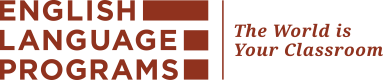 ENGLISH
LANGUAGE
PROGRAMS
The World is
Your Classroom